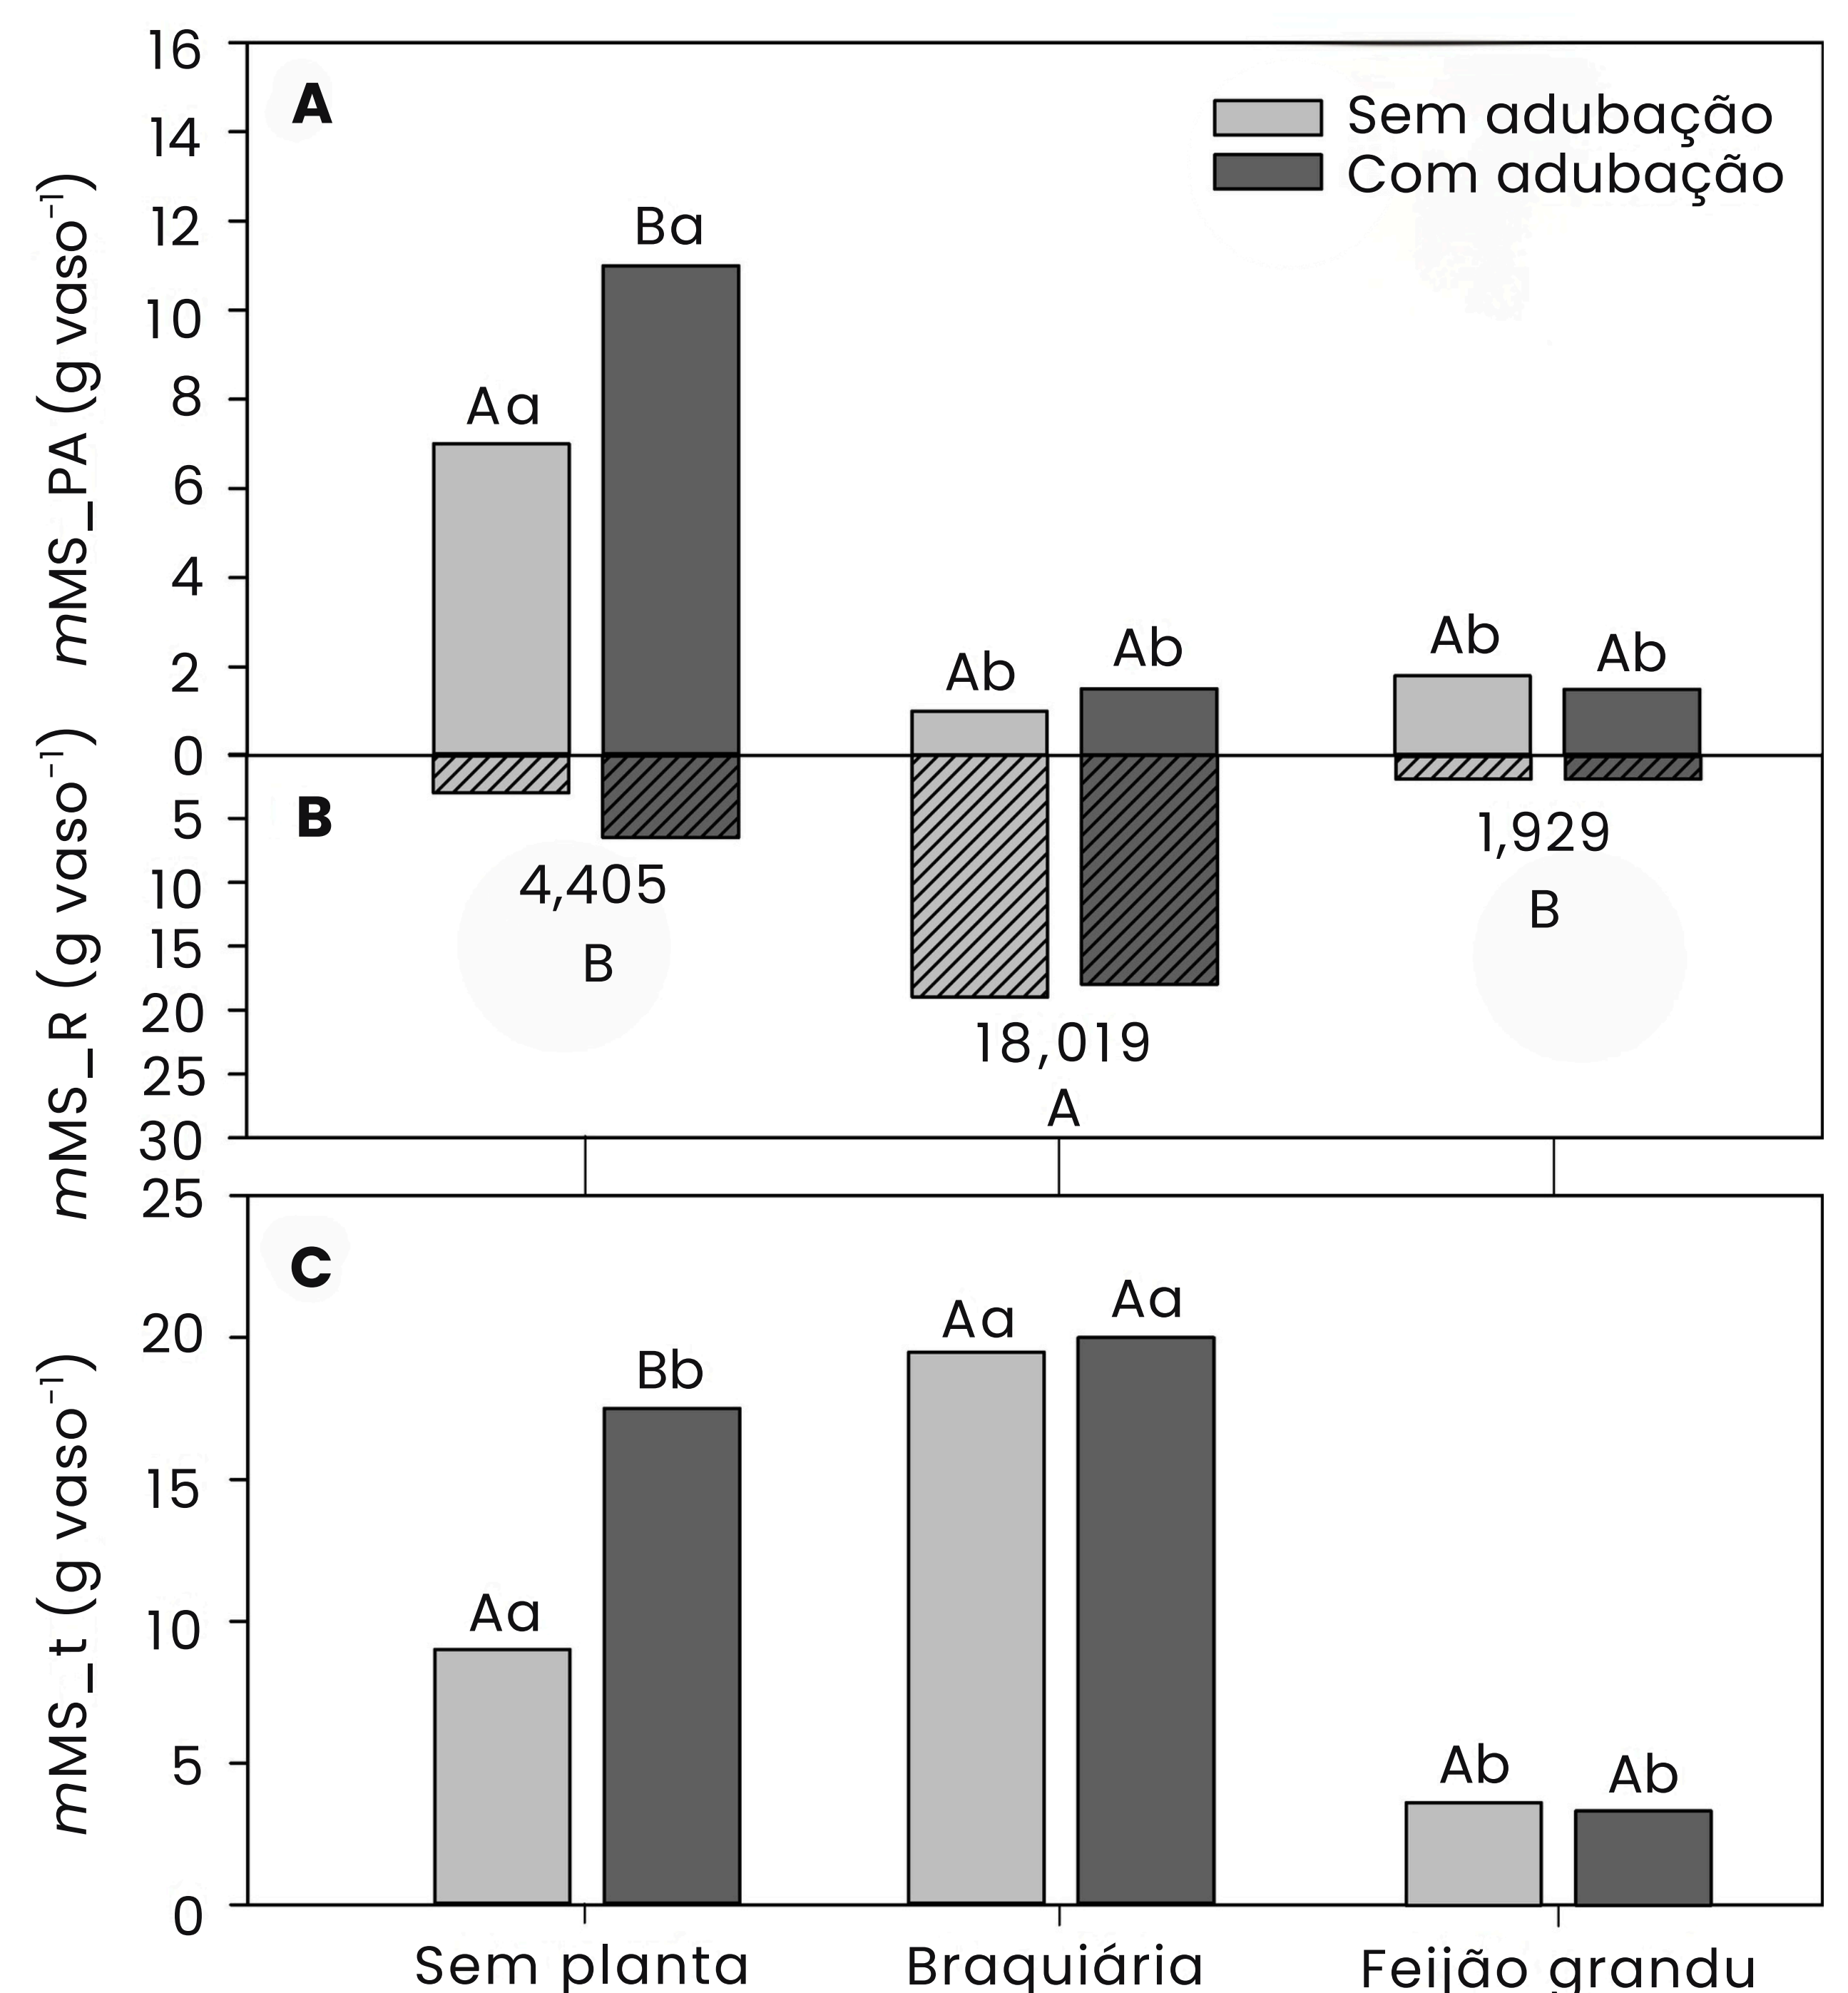 A
Sem adubação
Com adubação
mMS_PA (g vaso⁻¹)
16
14
12
10
8
6
4
2
0
Aa
Ba
Ab
Ab
Ab
Ab
B
mMS_R (g vaso⁻¹)
5
10
15
20
25
30
4,405
B
18,019
A
1,929
B
C
mMS_t (g vaso⁻¹)
25
20
15
10
5
0
Aa
Bb
Aa
Aa
Ab
Ab
Sem planta
Braquiária
Feijão grandu